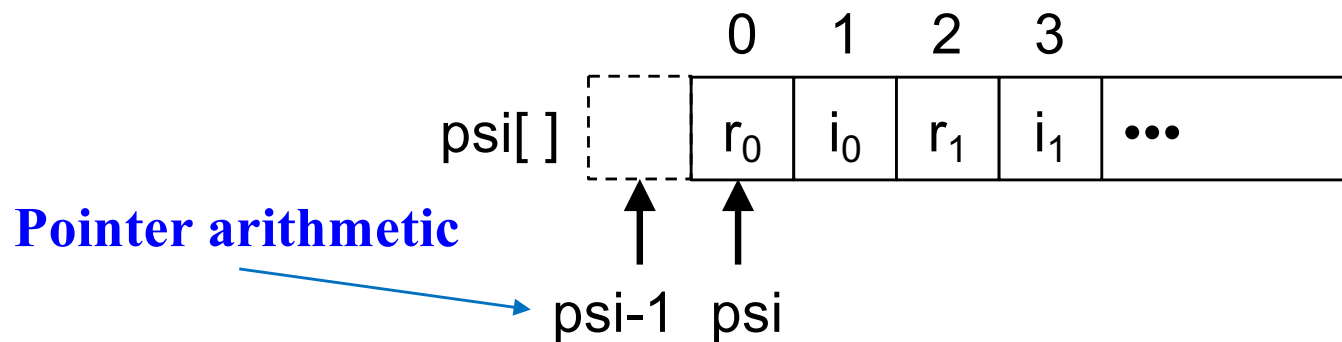 0 1 2 3
psi[ ] r₀ i₀ r₁ i₁ •••
Pointer arithmetic
psi-1 psi